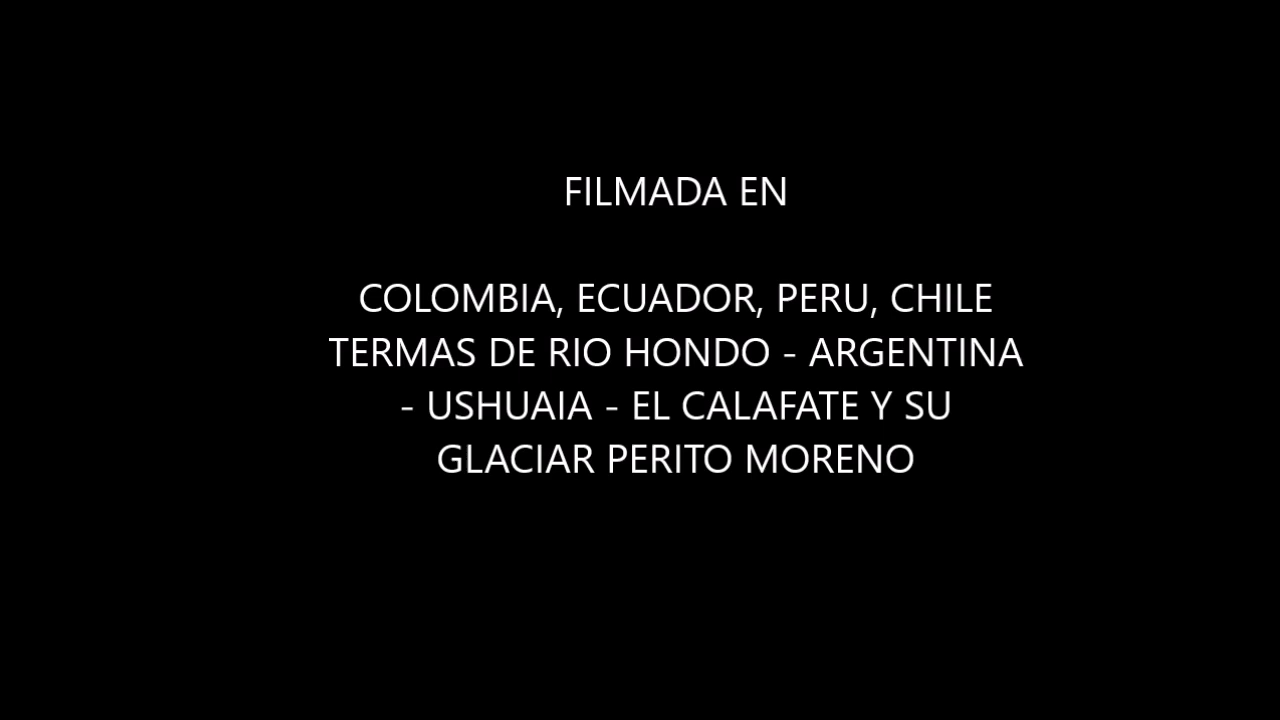 FILMADA EN
COLOMBIA, ECUADOR, PERU, CHILE
TERMAS DE RIO HONDO - ARGENTINA
- USHUAIA - EL CALAFATE Y SU
GLACIAR PERITO MORENO